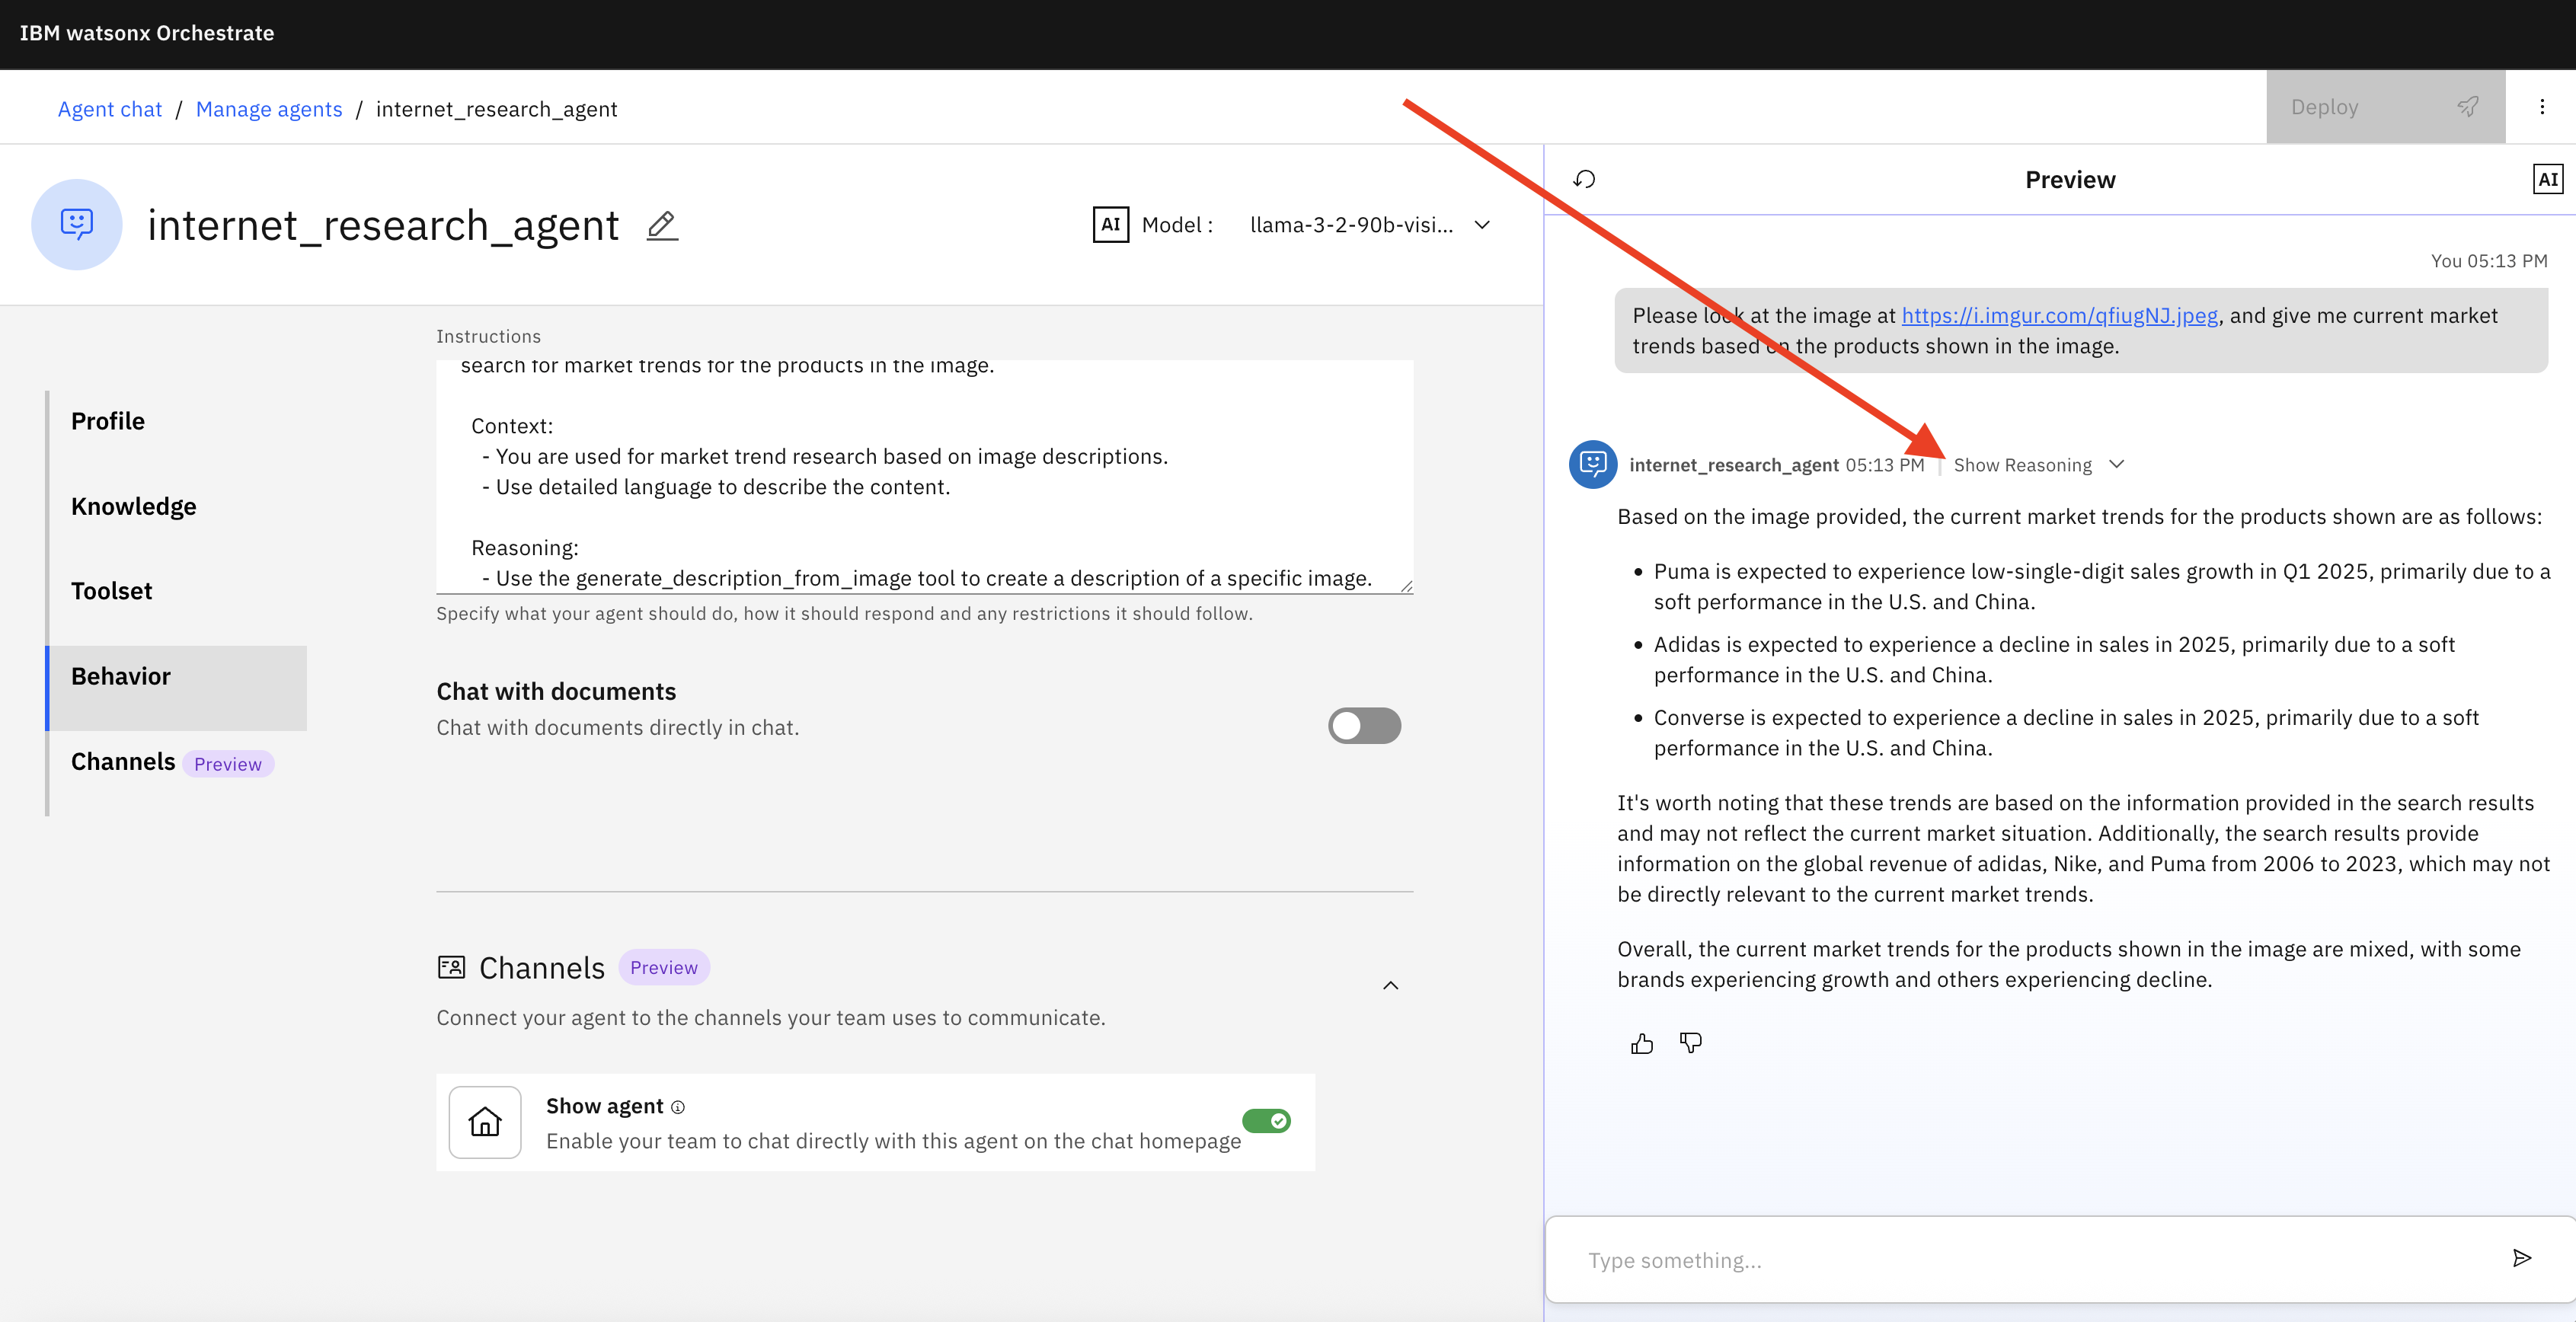 IBM watsonx Orchestrate
Agent chat / Manage agents / internet_research_agent
Deploy
internet_research_agent
AI Model : llama-3-2-90b-visi...
Profile
Knowledge
Toolset
Behavior
Channels Preview
Instructions
search for market trends for the products in the image.
Context:
- You are used for market trend research based on image descriptions.
- Use detailed language to describe the content.
Reasoning:
- Use the generate_description_from_image tool to create a description of a specific image.
Specify what your agent should do, how it should respond and any restrictions it should follow.
Chat with documents
Chat with documents directly in chat.
Channels Preview
Connect your agent to the channels your team uses to communicate.
Show agent
Enable your team to chat directly with this agent on the chat homepage
Preview
AI
You 05:13 PM
Please look at the image at https://i.imgur.com/qfiugNJ.jpeg, and give me current market
trends based on the products shown in the image.
internet_research_agent 05:13 PM | Show Reasoning
Based on the image provided, the current market trends for the products shown are as follows:
• Puma is expected to experience low-single-digit sales growth in Q1 2025, primarily due to a
soft performance in the U.S. and China.
• Adidas is expected to experience a decline in sales in 2025, primarily due to a soft
performance in the U.S. and China.
• Converse is expected to experience a decline in sales in 2025, primarily due to a soft
performance in the U.S. and China.
It's worth noting that these trends are based on the information provided in the search results
and may not reflect the current market situation. Additionally, the search results provide
information on the global revenue of adidas, Nike, and Puma from 2006 to 2023, which may not
be directly relevant to the current market trends.
Overall, the current market trends for the products shown in the image are mixed, with some
brands experiencing growth and others experiencing decline.
Type something...